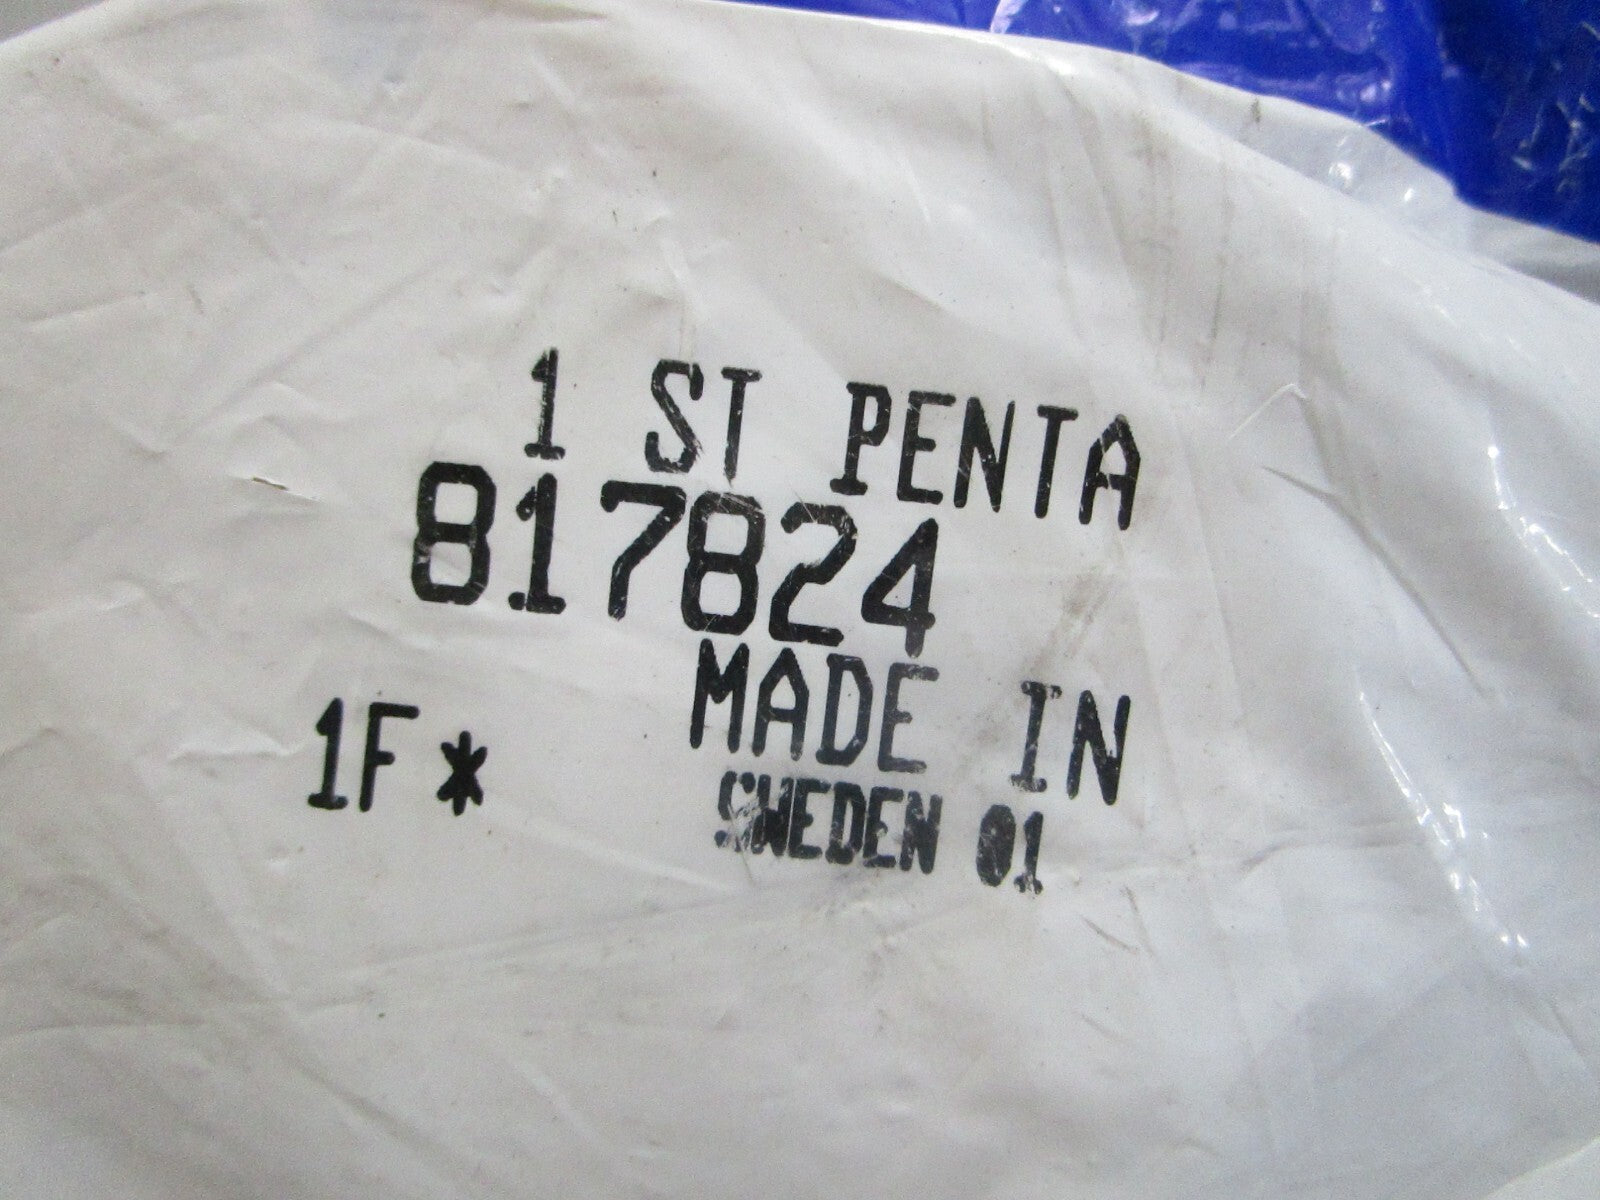 1 ST PENTA
817824
MADE IN
1F*
SWEDEN 01